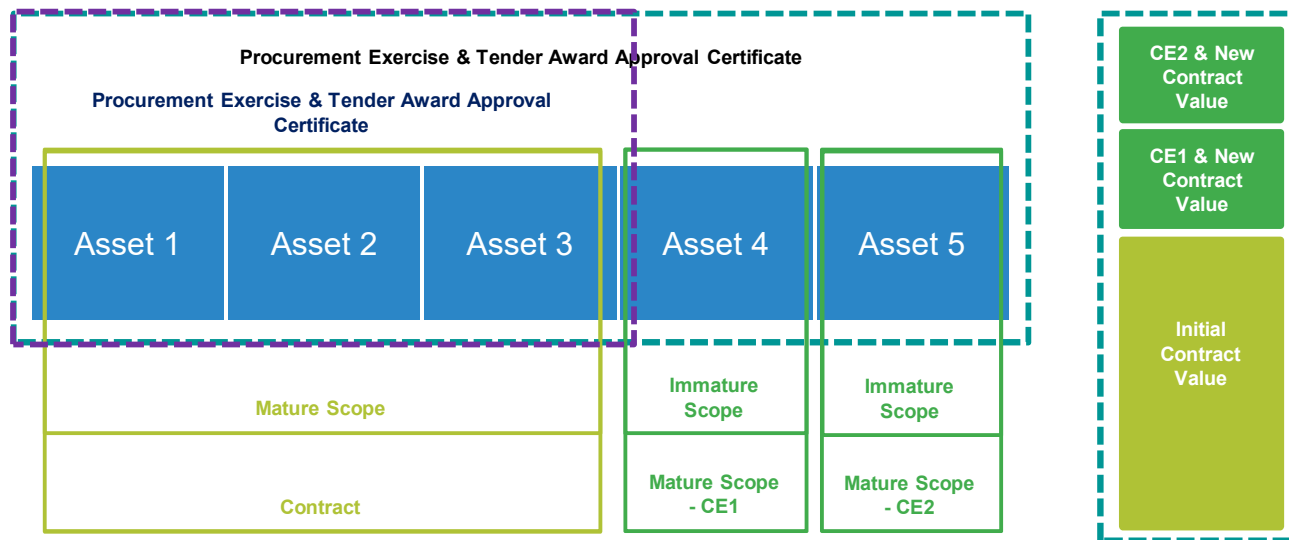 Procurement Exercise & Tender Award Approval Certificate
Procurement Exercise & Tender Award Approval
Certificate
Asset 1
Asset 2
Asset 3
Asset 4
Asset 5
Mature Scope
Immature
Scope
Immature
Scope
Contract
Mature Scope
- CE1
Mature Scope
- CE2
CE2 & New
Contract
Value
CE1 & New
Contract
Value
Initial
Contract
Value